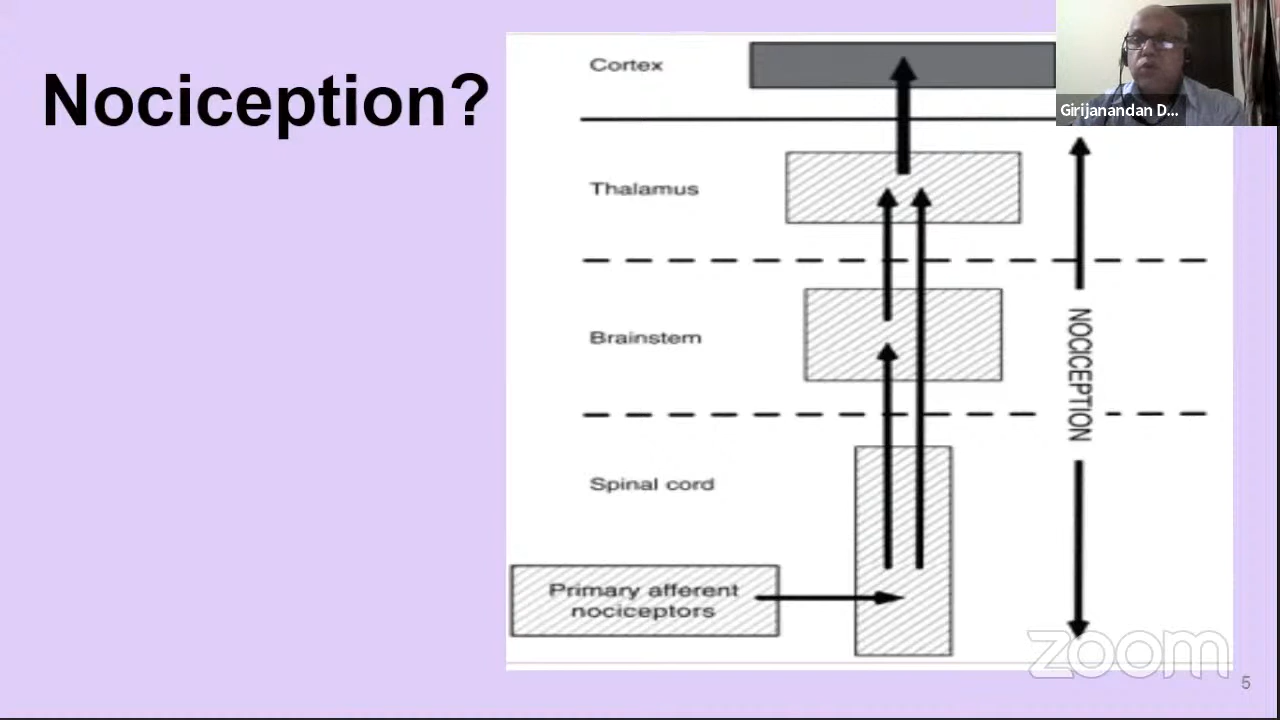 Nociception?
Cortex
Thalamus
Brainstem
Spinal cord
Primary afferent
nociceptors
NOCICEPTION
Girijanandan D...
zoom
5